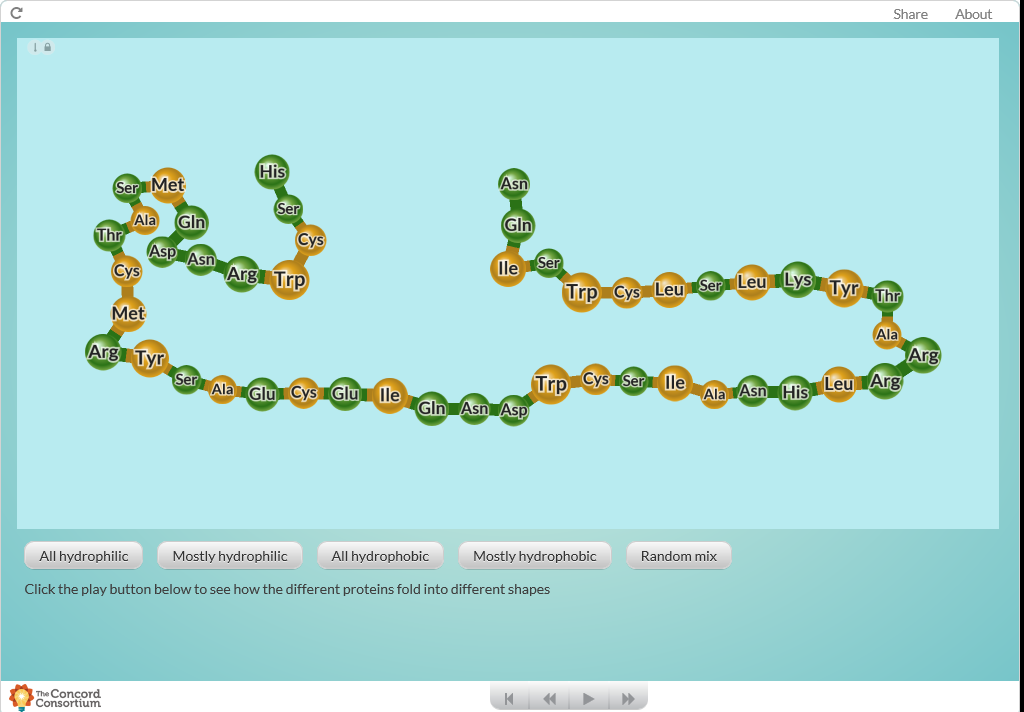 Share About
His
Asn
Ser Met
Ser
Ala Gln
Gln
Thr
Cys
Asp
Asn
Ile Ser
Cys
Arg Trp
Trp Cys Leu Ser Leu Lys Tyr Thr
Met
Ala
Arg Tyr
Arg
Ser Ala Glu Cys Glu Ile Gln Asn Asp Trp Cys Ser Ile Ala Asn His Leu Arg
All hydrophilic Mostly hydrophilic All hydrophobic Mostly hydrophobic Random mix
Click the play button below to see how the different proteins fold into different shapes
The Concord
Consortium